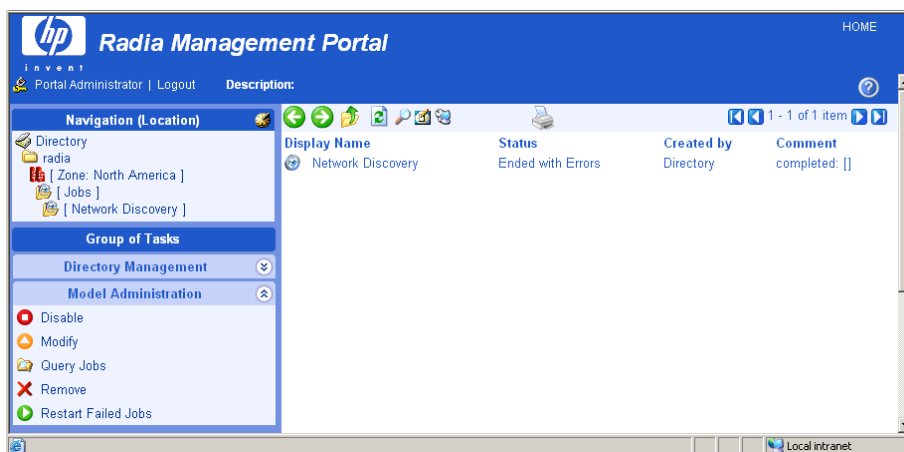 hp
invent
Radia Management Portal
HOME
Portal Administrator | Logout
Description:
?
Navigation (Location)
1 - 1 of 1 item
Directory
radia
[ Zone: North America ]
[ Jobs ]
[ Network Discovery ]
Display Name Status Created by Comment
Network Discovery Ended with Errors Directory completed: []
Group of Tasks
Directory Management
Model Administration
Disable
Modify
Query Jobs
Remove
Restart Failed Jobs
Local intranet